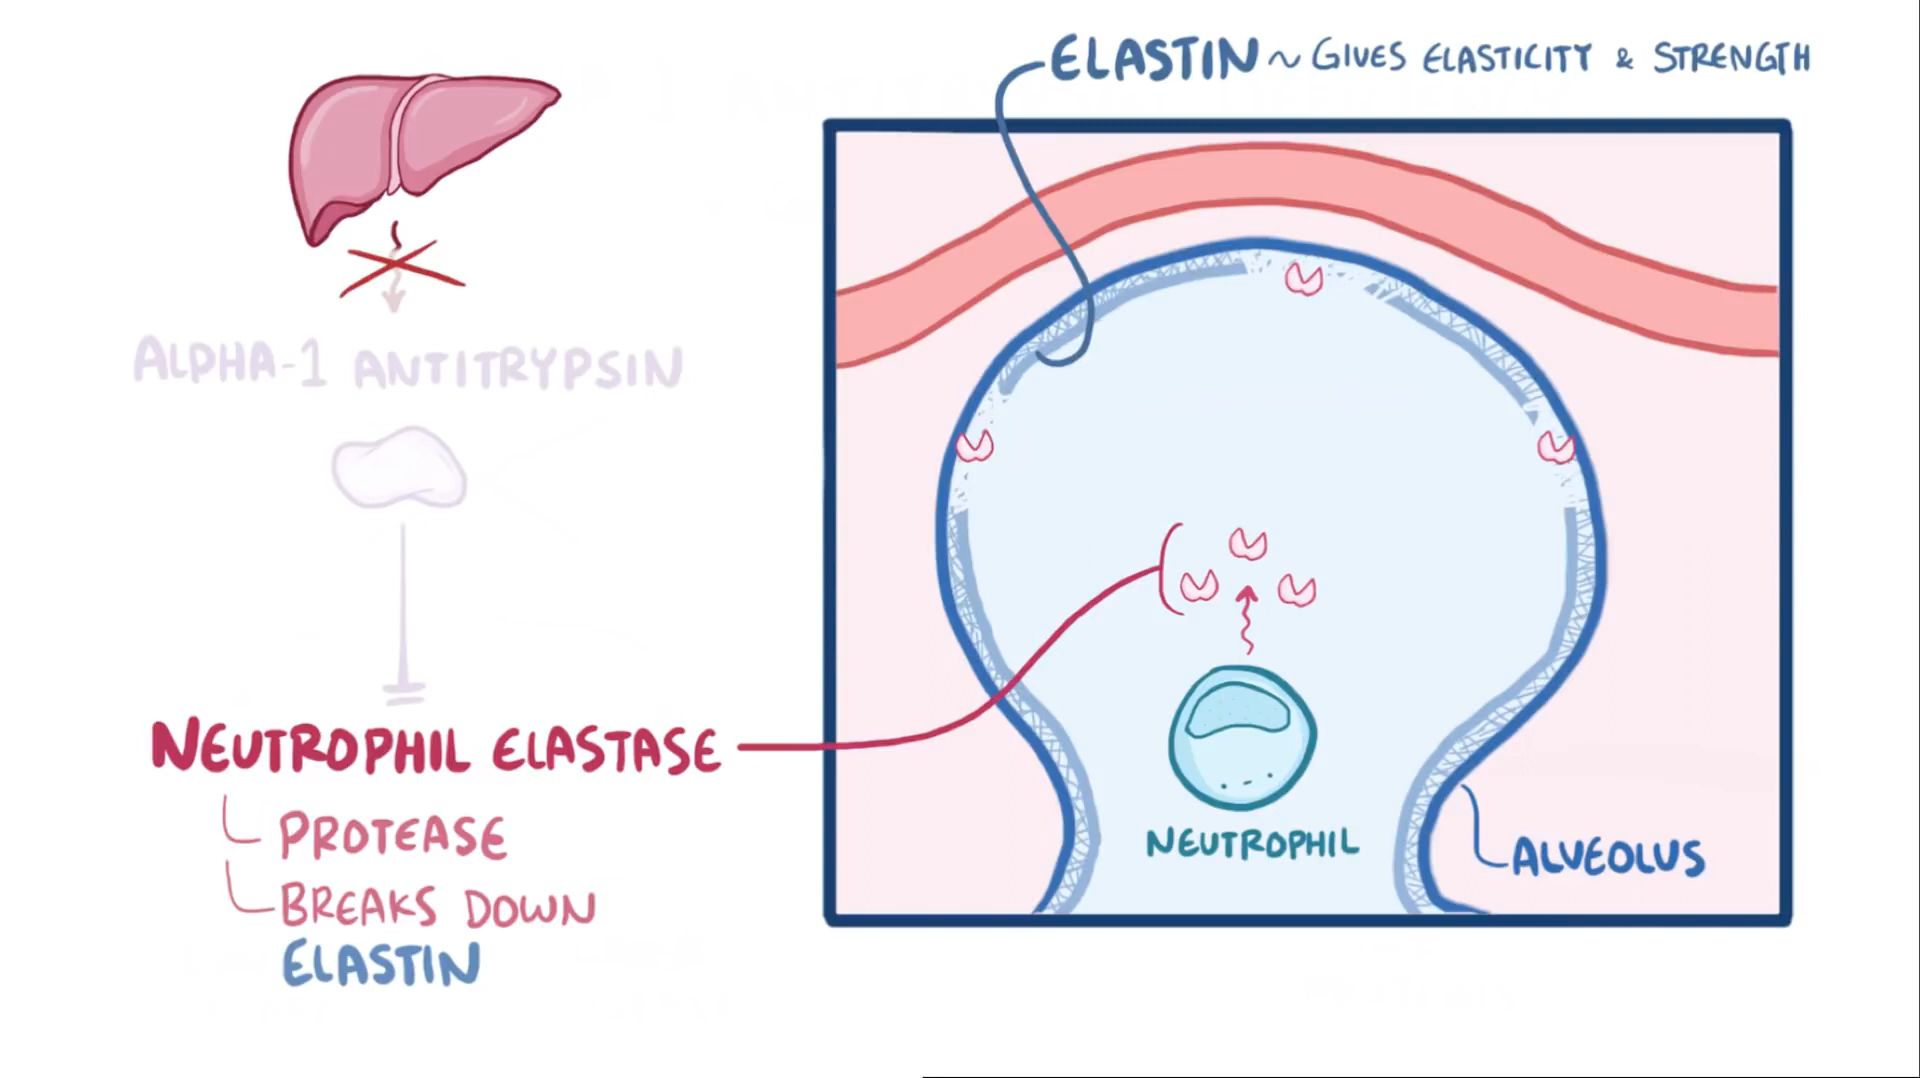 ELASTIN ~ GIVES ELASTICITY & STRENGTH
ALPHA-1 ANTITRYPSIN
NEUTROPHIL ELASTASE
PROTEASE
BREAKS DOWN
ELASTIN
NEUTROPHIL
ALVEOLUS